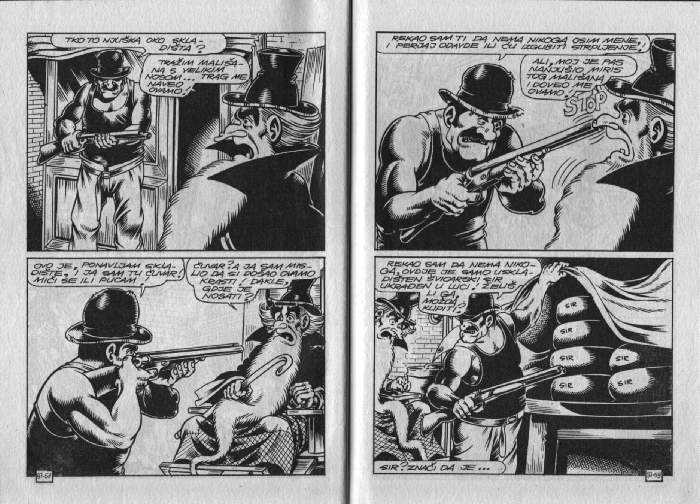 TKO TO NJUŠKA OKO SKLA-
DIŠTA?
TRAŽIM MALIŠA-
NA S VELIKIM
NOSOM... TRAG ME
NAVEO
OVAMO.
OVO JE, PONAVLJAM SKLA-
DIŠTE, I JA SAM TU ČUVAR!
MIČI SE ILI PUCAM.
ČUVAR? A JA SAM MIS-
LIO DA SI DOŠAO OVAMO
KRASTI! DAKLE,
GDJE JE
NOSATI?
REKAO SAM TI DA NEMA NIKOGA OSIM MENE,
I PERJAJ ODAVDE ILI ĆU IZGUBITI STRPLJENJE!
ALI, MOJ JE PAS
NANJUŠIO MIRIS
TOG MALIŠANA
I DOVEO ME
OVAMO!
STOP
REKAO SAM DA NEMA NIKO-
GA, OVDJE JE SAMO USKLA-
DIŠTEN ŠVICARSKI SIR
UKRADEN U LUCI! ŽELIŠ
LI GA,
MOŽDA,
KUPITI?
SIR
SIR
SIR
SIR
SIR
SIR
SIR? ZNAČI DA JE...